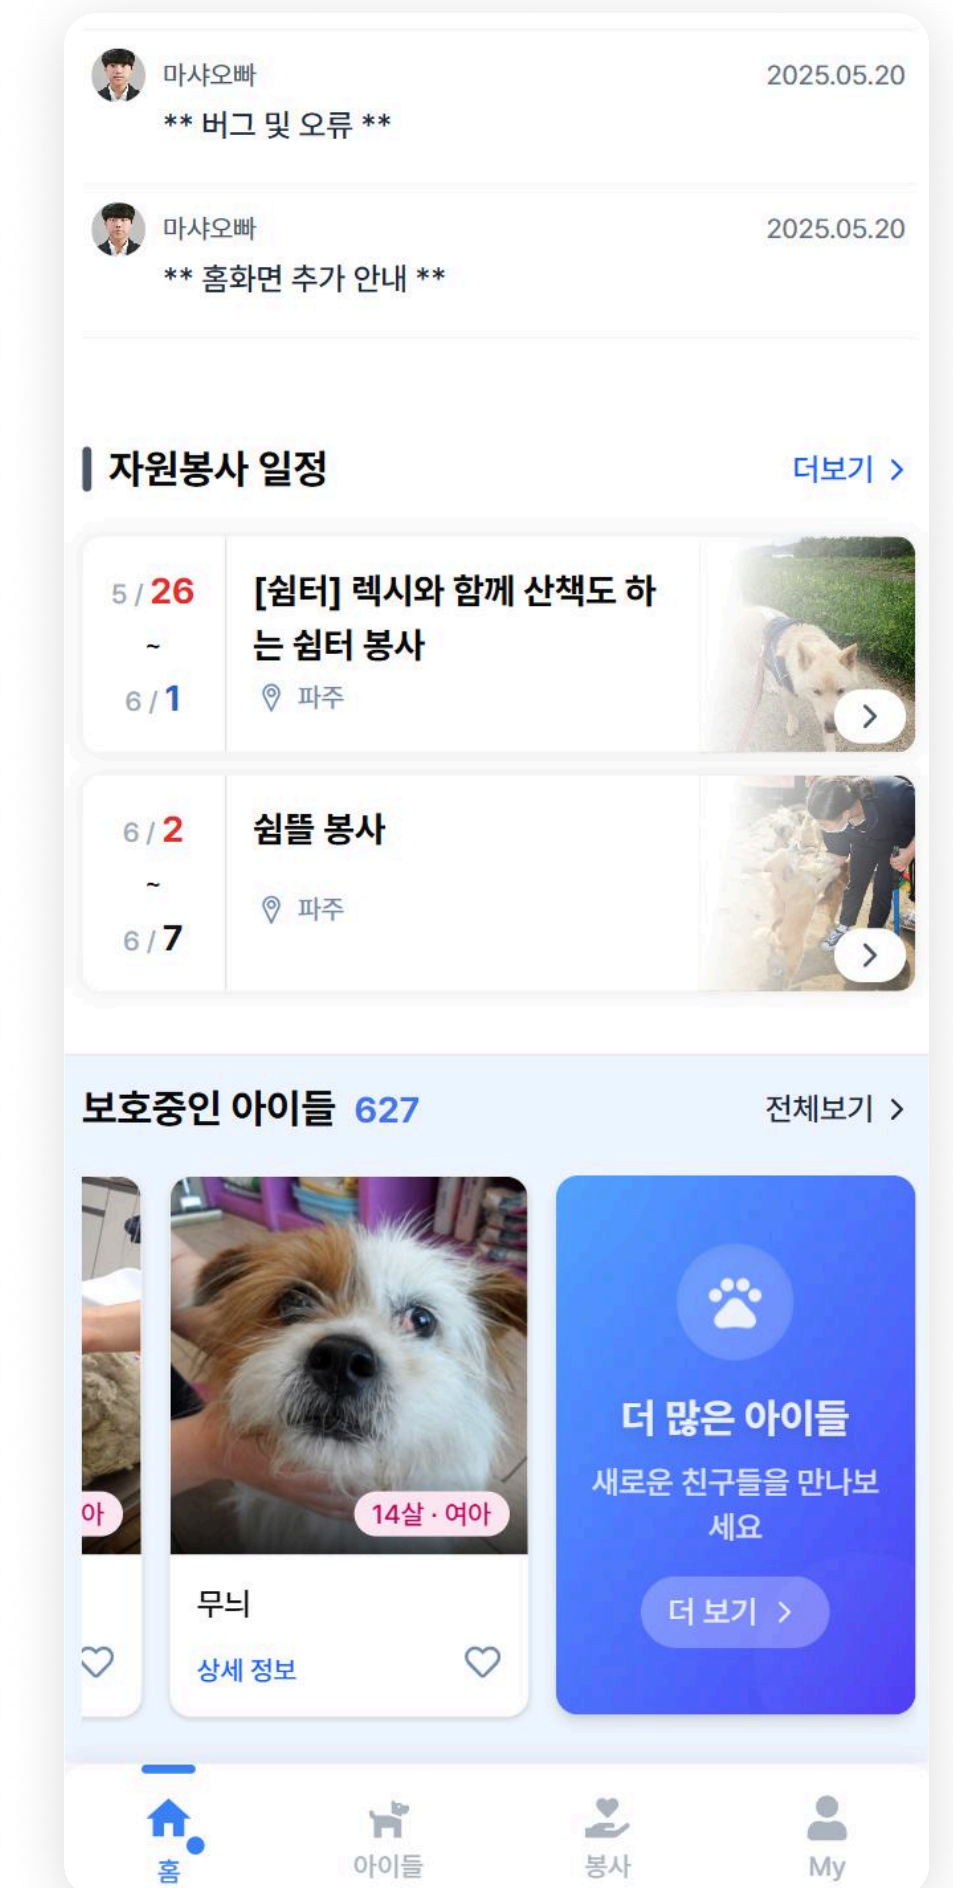 마샤오빠 2025.05.20
** 버그 및 오류 **
마샤오빠 2025.05.20
** 홈화면 추가 안내 **
자원봉사 일정 더보기 >
5 / 26
~
6 / 1
[쉼터] 렉시와 함께 산책도 하
는 쉼터 봉사
파주
6 / 2
~
6 / 7
쉼뜰 봉사
파주
보호중인 아이들 627 전체보기 >
아
14살 · 여아
무늬
상세 정보
더 많은 아이들
새로운 친구들을 만나보
세요
더 보기 >
홈 아이들 봉사 My